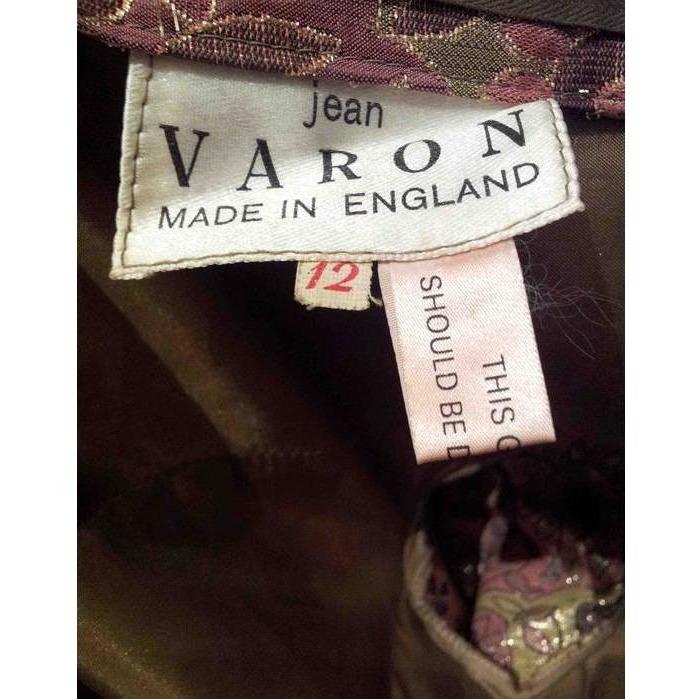 jean
VARON
MADE IN ENGLAND
12
THIS
SHOULD BE